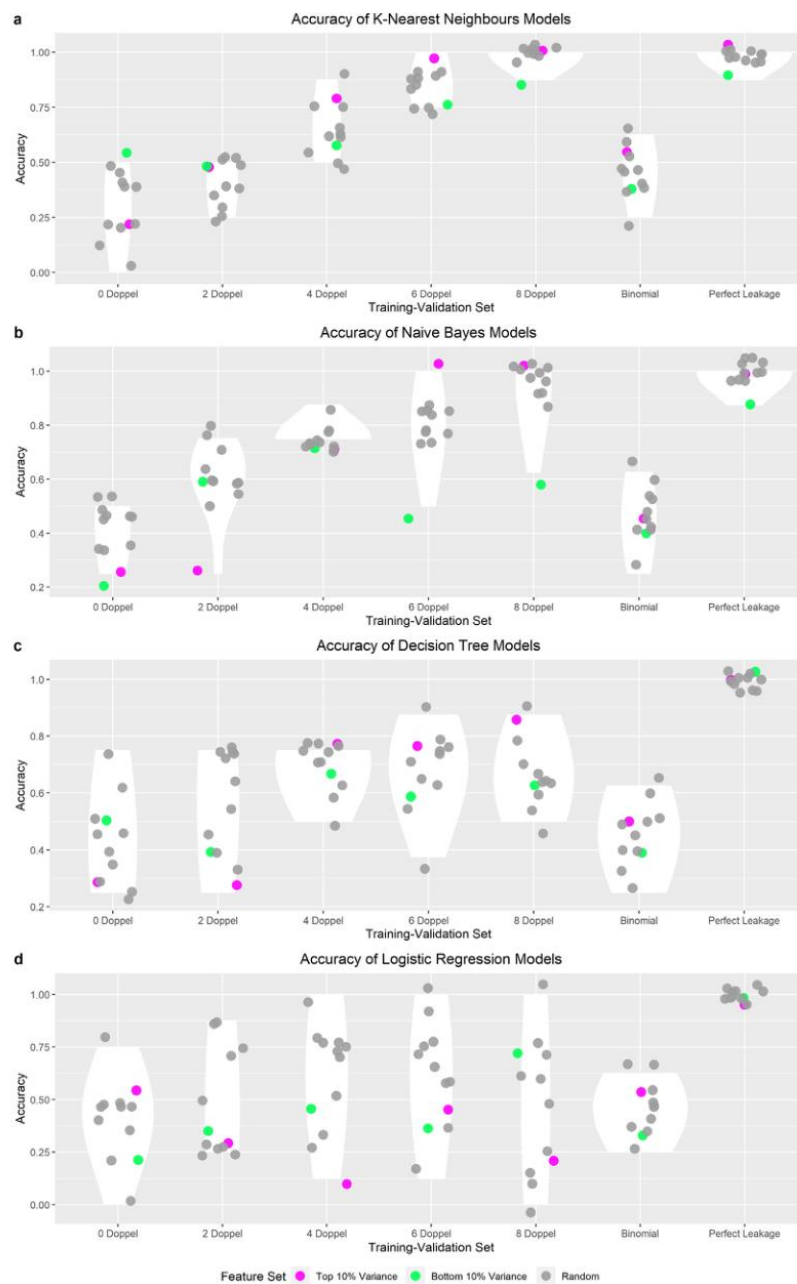 a
Accuracy of K-Nearest Neighbours Models
1.00
0.75
0.50
0.25
0.00
Accuracy
0 Doppel 2 Doppel 4 Doppel 6 Doppel 8 Doppel Binomial Perfect Leakage
Training-Validation Set
b
Accuracy of Naive Bayes Models
1.0
0.8
0.6
0.4
0.2
Accuracy
0 Doppel 2 Doppel 4 Doppel 6 Doppel 8 Doppel Binomial Perfect Leakage
Training-Validation Set
c
Accuracy of Decision Tree Models
1.0
0.8
0.6
0.4
0.2
Accuracy
0 Doppel 2 Doppel 4 Doppel 6 Doppel 8 Doppel Binomial Perfect Leakage
Training-Validation Set
d
Accuracy of Logistic Regression Models
1.00
0.75
0.50
0.25
0.00
Accuracy
0 Doppel 2 Doppel 4 Doppel 6 Doppel 8 Doppel Binomial Perfect Leakage
Training-Validation Set
Feature Set Top 10% Variance Bottom 10% Variance Random